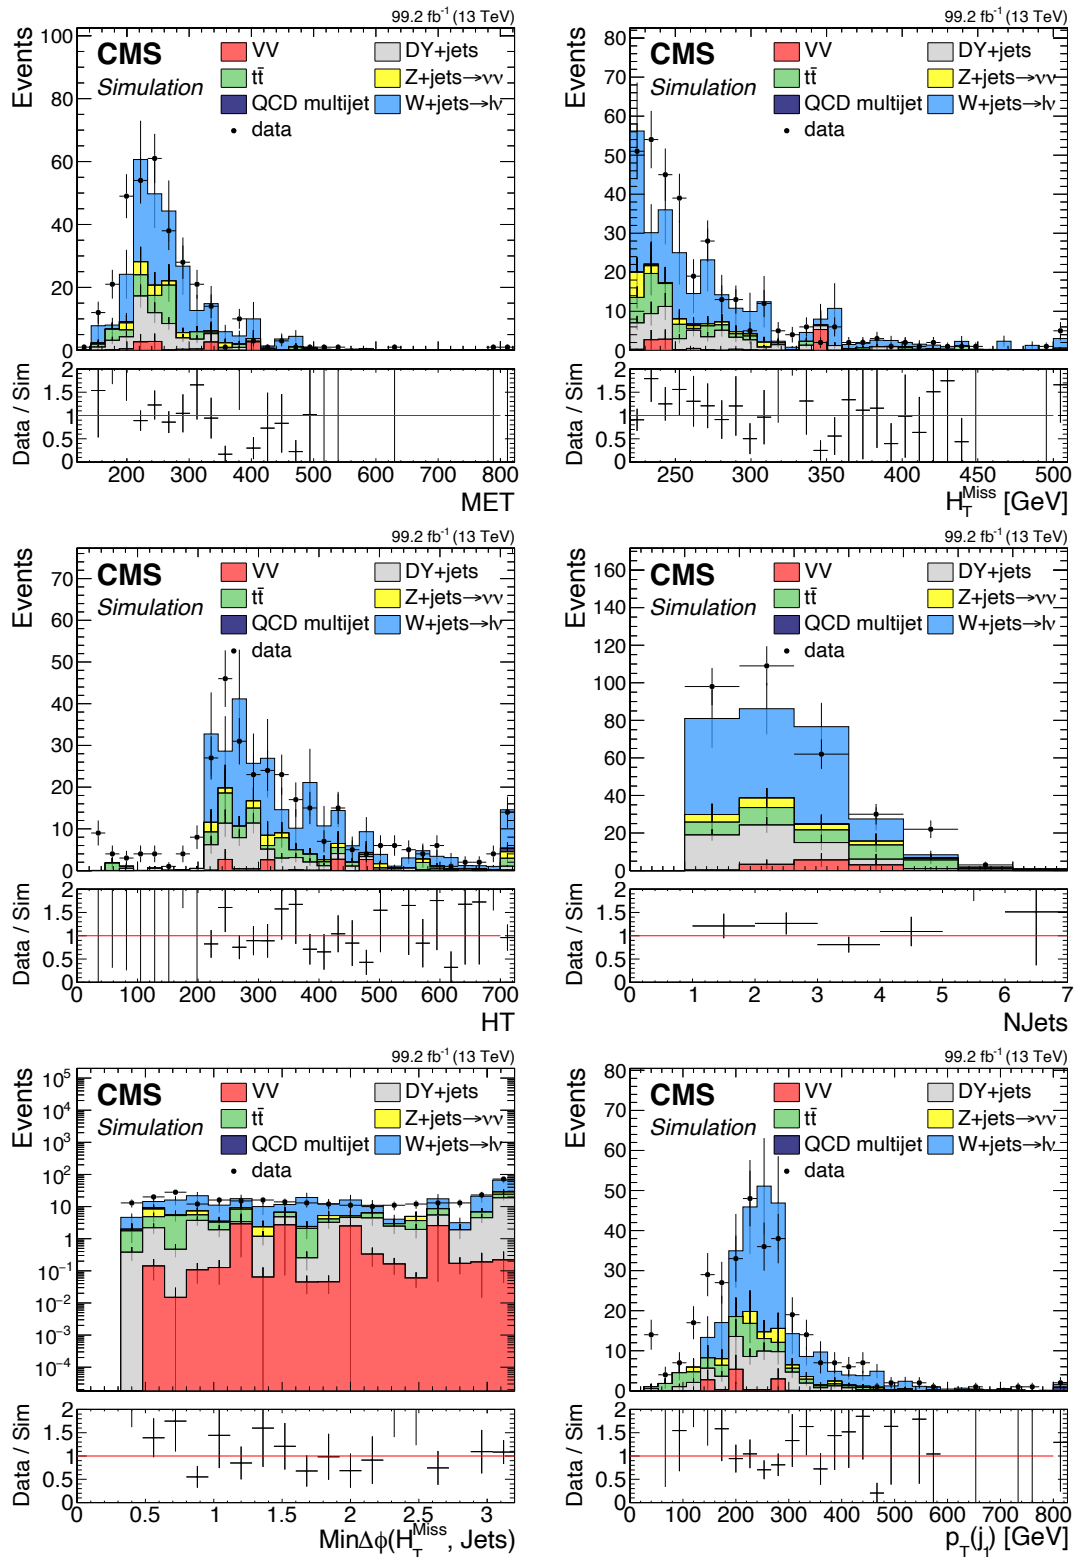 99.2 fb⁻¹ (13 TeV)
CMS
Simulation
VV
tt̄
QCD multijet
data
DY+jets
Z+jets→νν
W+jets→lν
Events
100
80
60
40
20
0
Data / Sim
2
1.5
1
0.5
0
200 300 400 500 600 700 800
MET
99.2 fb⁻¹ (13 TeV)
CMS
Simulation
VV
tt̄
QCD multijet
data
DY+jets
Z+jets→νν
W+jets→lν
Events
80
70
60
50
40
30
20
10
0
Data / Sim
2
1.5
1
0.5
0
250 300 350 400 450 500
H_T^Miss [GeV]
99.2 fb⁻¹ (13 TeV)
CMS
Simulation
VV
tt̄
QCD multijet
data
DY+jets
Z+jets→νν
W+jets→lν
Events
70
60
50
40
30
20
10
0
Data / Sim
2
1.5
1
0.5
0
0 100 200 300 400 500 600 700
HT
99.2 fb⁻¹ (13 TeV)
CMS
Simulation
VV
tt̄
QCD multijet
data
DY+jets
Z+jets→νν
W+jets→lν
Events
160
140
120
100
80
60
40
20
0
Data / Sim
2
1.5
1
0.5
0
0 1 2 3 4 5 6 7
NJets
99.2 fb⁻¹ (13 TeV)
CMS
Simulation
VV
tt̄
QCD multijet
data
DY+jets
Z+jets→νν
W+jets→lν
Events
10⁵
10⁴
10³
10²
10
1
10⁻¹
10⁻²
10⁻³
10⁻⁴
Data / Sim
2
1.5
1
0.5
0
0 0.5 1 1.5 2 2.5 3
MinΔϕ(H_T^Miss, Jets)
99.2 fb⁻¹ (13 TeV)
CMS
Simulation
VV
tt̄
QCD multijet
data
DY+jets
Z+jets→νν
W+jets→lν
Events
80
70
60
50
40
30
20
10
0
Data / Sim
2
1.5
1
0.5
0
0 100 200 300 400 500 600 700 800
p_T(j_1) [GeV]